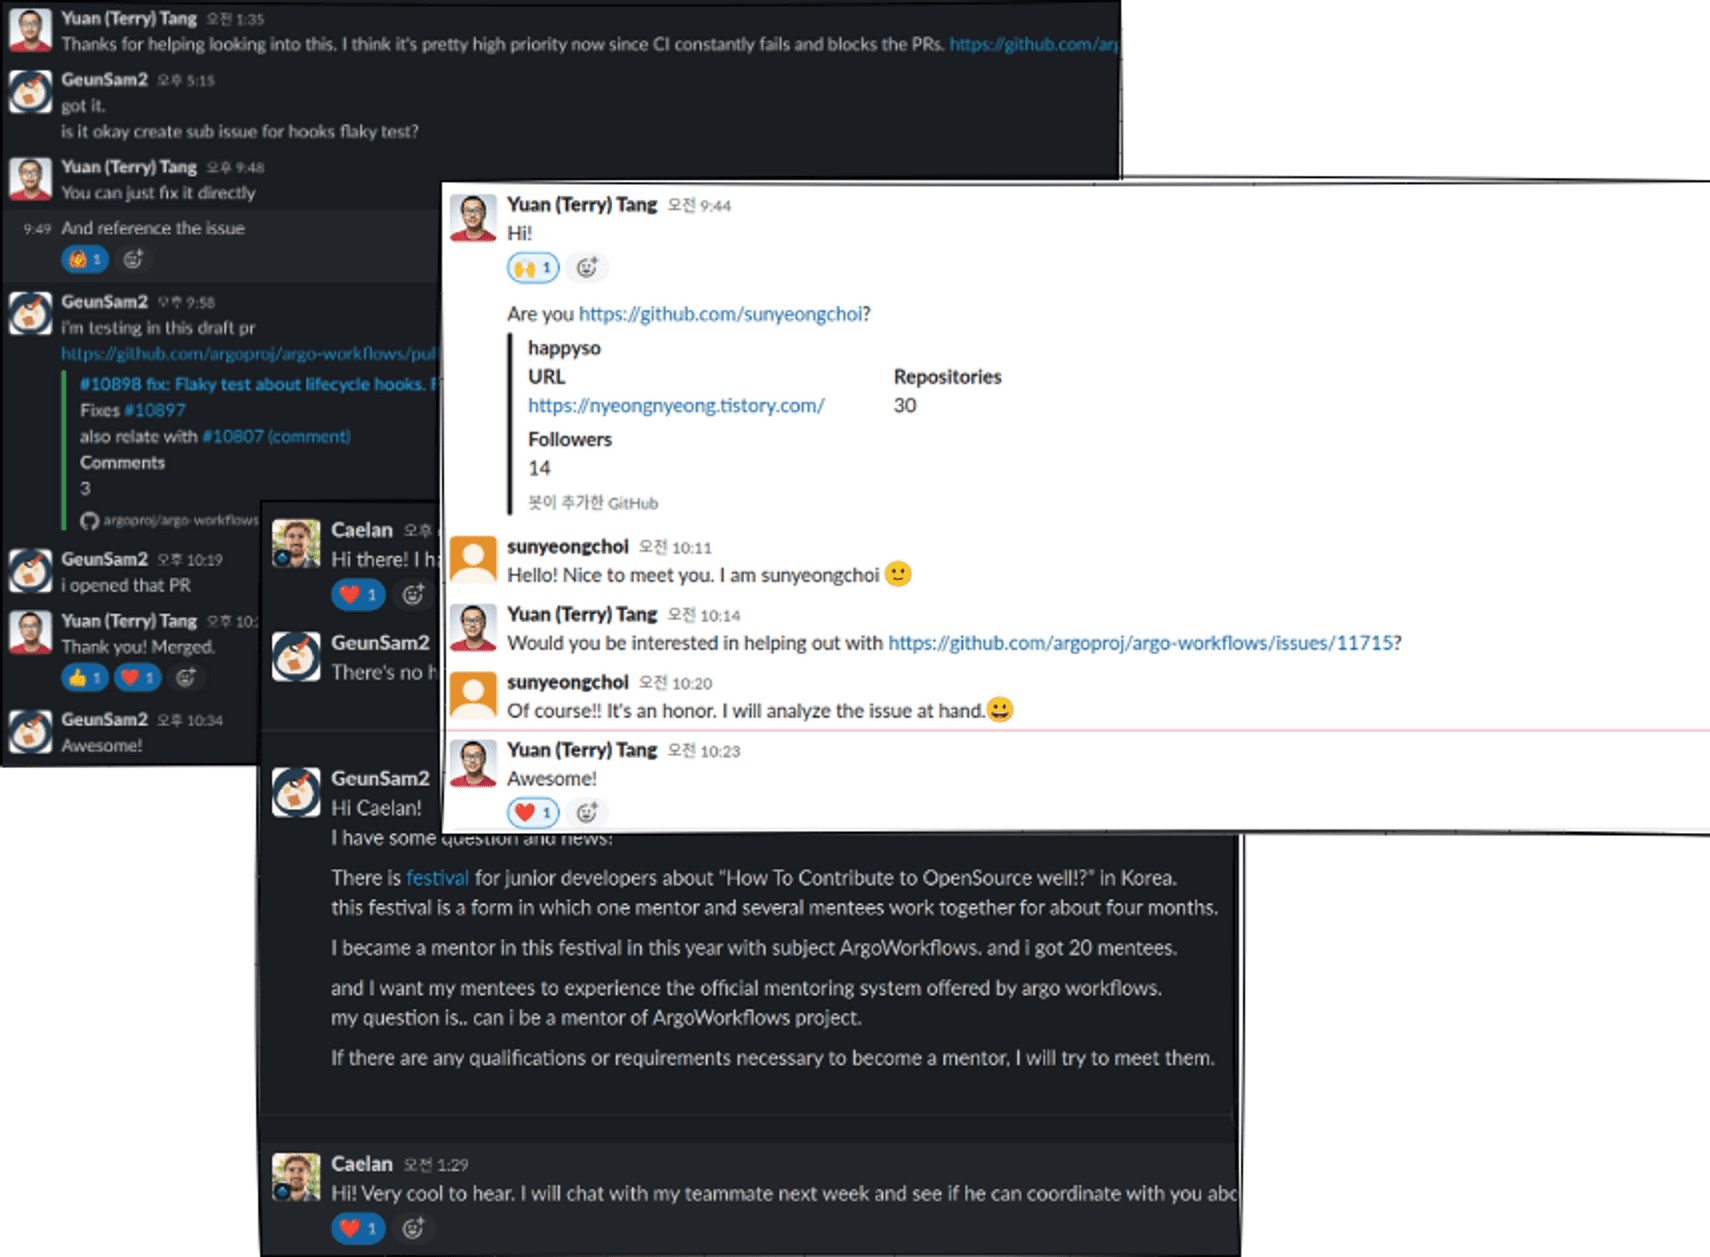 Yuan (Terry) Tang 오전 1:35
Thanks for helping looking into this. I think it's pretty high priority now since CI constantly fails and blocks the PRs. https://github.com/arg
GeunSam2 오후 5:15
got it.
is it okay create sub issue for hooks flaky test?
Yuan (Terry) Tang 오후 9:48
You can just fix it directly
9:49 And reference the issue
1
GeunSam2 오후 9:58
i'm testing in this draft pr
https://github.com/argoproj/argo-workflows/pull
#10898 fix: Flaky test about lifecycle hooks.
Fixes #10897
also relate with #10807 (comment)
Comments
3
argoproj/argo-workflows
GeunSam2 오후 10:19
i opened that PR
Yuan (Terry) Tang 오후 10:
Thank you! Merged.
1 1
GeunSam2 오후 10:34
Awesome!
Yuan (Terry) Tang 오전 9:44
Hi!
1
Are you https://github.com/sunyeongchoi?
happyso
URL Repositories
https://nyeongnyeong.tistory.com/ 30
Followers
14
봇이 추가한 GitHub
sunyeongchoi 오전 10:11
Hello! Nice to meet you. I am sunyeongchoi 🙂
Yuan (Terry) Tang 오전 10:14
Would you be interested in helping out with https://github.com/argoproj/argo-workflows/issues/11715?
sunyeongchoi 오전 10:20
Of course!! It's an honor. I will analyze the issue at hand.😀
Yuan (Terry) Tang 오전 10:23
Awesome!
1
Caelan 오후
Hi there! I h
1
GeunSam2
There's no h
GeunSam2
Hi Caelan!
I have some question and news!
There is festival for junior developers about “How To Contribute to OpenSource well!?” in Korea.
this festival is a form in which one mentor and several mentees work together for about four months.
I became a mentor in this festival in this year with subject ArgoWorkflows. and i got 20 mentees.
and I want my mentees to experience the official mentoring system offered by argo workflows.
my question is.. can i be a mentor of ArgoWorkflows project.
If there are any qualifications or requirements necessary to become a mentor, I will try to meet them.
Caelan 오전 1:29
Hi! Very cool to hear. I will chat with my teammate next week and see if he can coordinate with you abo
1